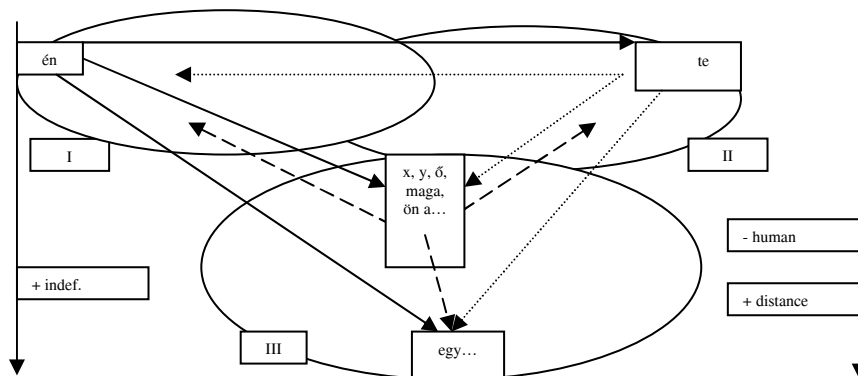 én
te
I
II
x, y, ő,
maga,
ön a…
- human
+ indef.
+ distance
III
egy…